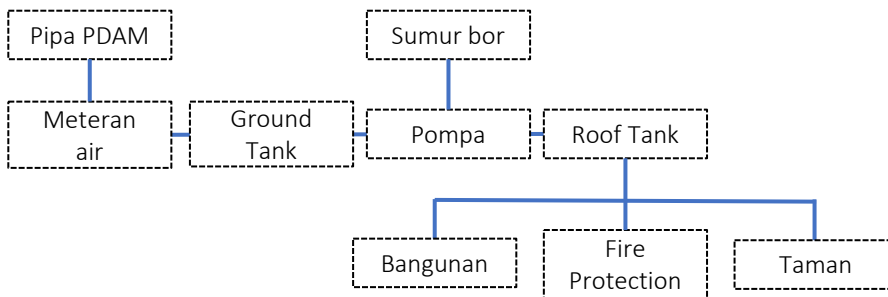 Pipa PDAM
Sumur bor
Meteran
air
Ground
Tank
Pompa
Roof Tank
Bangunan
Fire
Protection
Taman